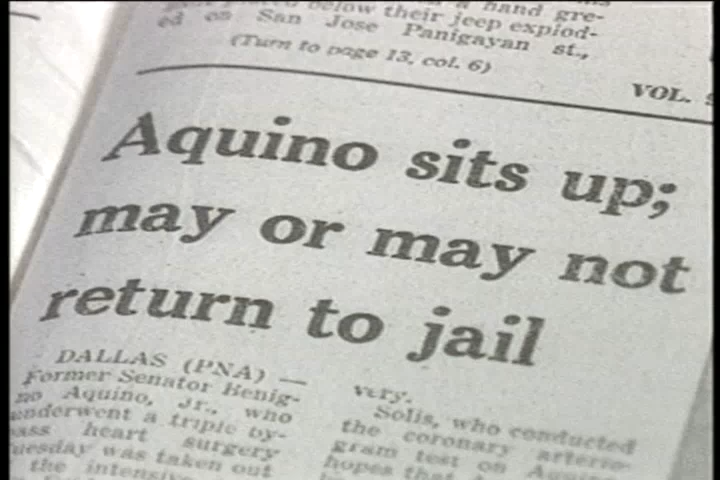 below their jeep explod-
ed on San Jose Panigayan st.,
(Turn to page 13, col. 6)
VOL.
Aquino sits up;
may or may not
return to jail
DALLAS (PNA) —
Former Senator Benig-
no Aquino, Jr., who
underwent a triple by-
pass heart surgery
Tuesday was taken out
the intensive
very.
Solis, who conducted
the coronary arterio-
gram test on Aquino
hopes that